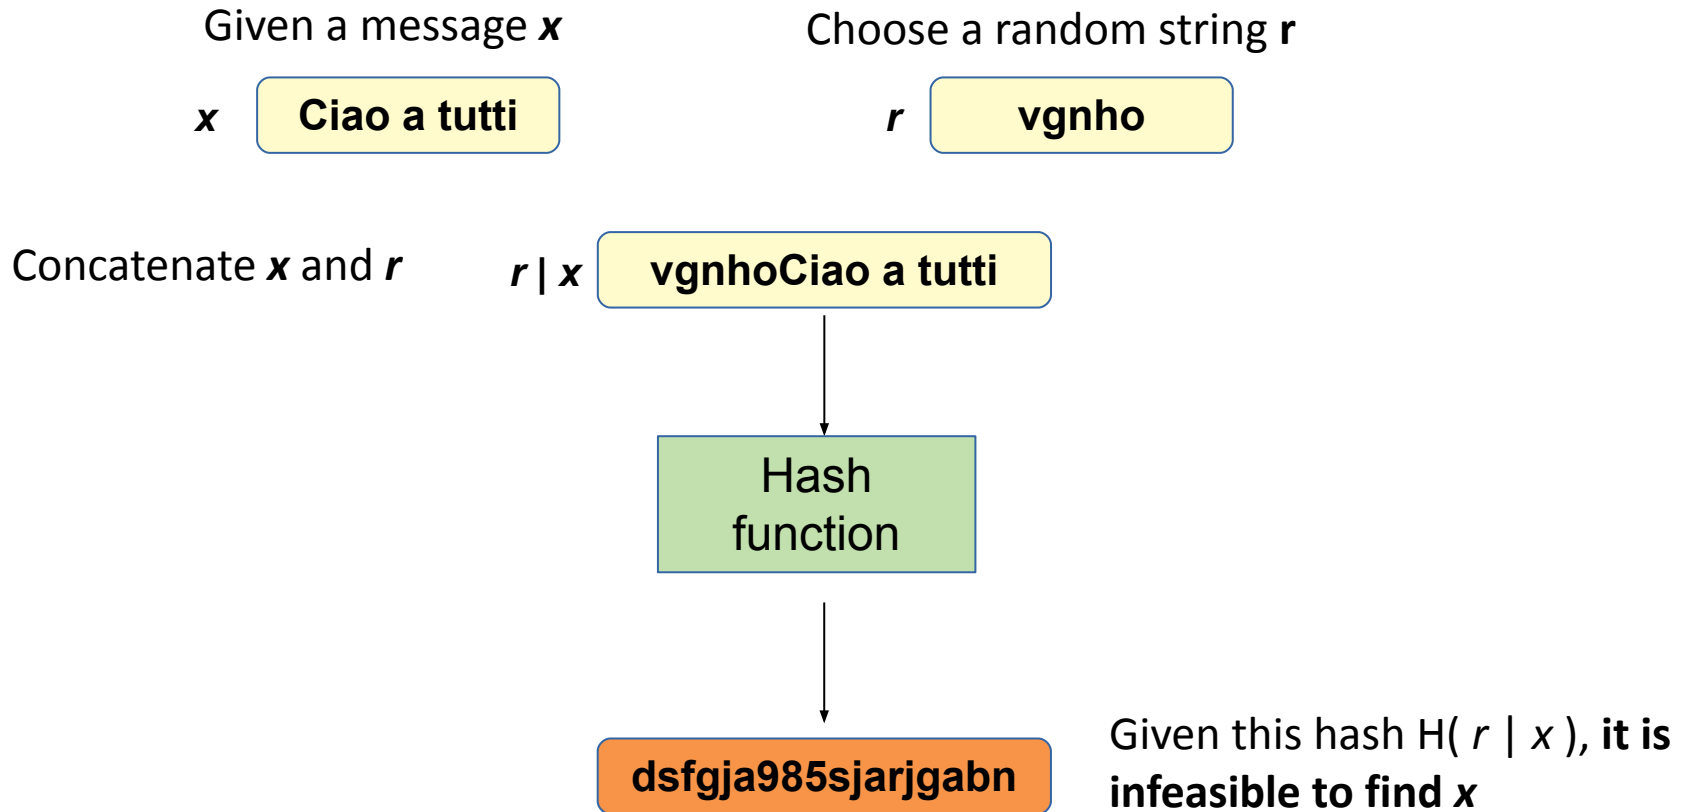 Given a message x
Choose a random string r
x
Ciao a tutti
r
vgnho
Concatenate x and r
r | x
vgnhoCiao a tutti
Hash
function
dsfgja985sjarjgabn
Given this hash H( r | x ), it is
infeasible to find x